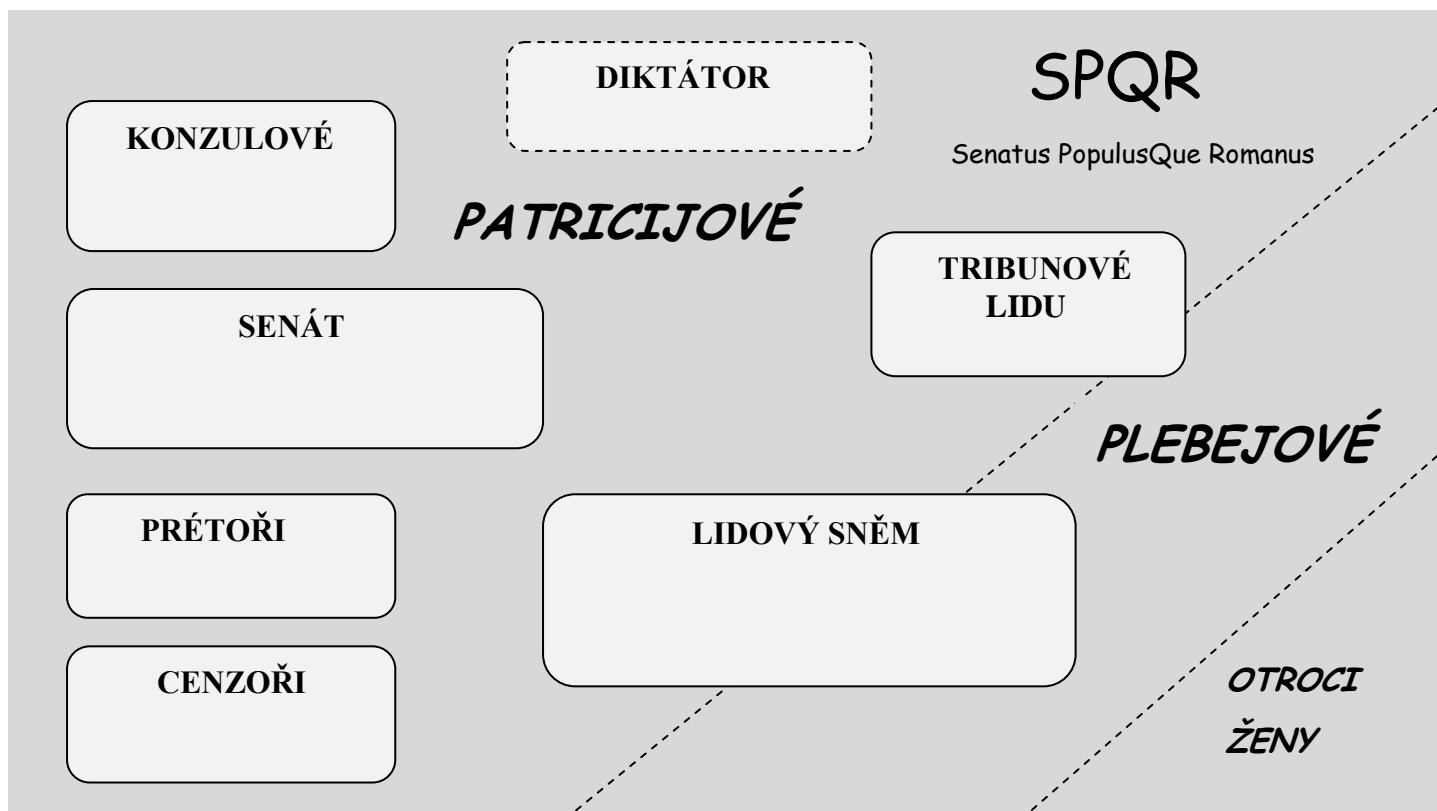 DIKTÁTOR
SPQR
KONZULOVÉ
Senatus PopulusQue Romanus
PATRICIJOVÉ
TRIBUNOVÉ
LIDU
SENÁT
PLEBEJOVÉ
PRÉTOŘI
LIDOVÝ SNĚM
CENZOŘI
OTROCI
ŽENY